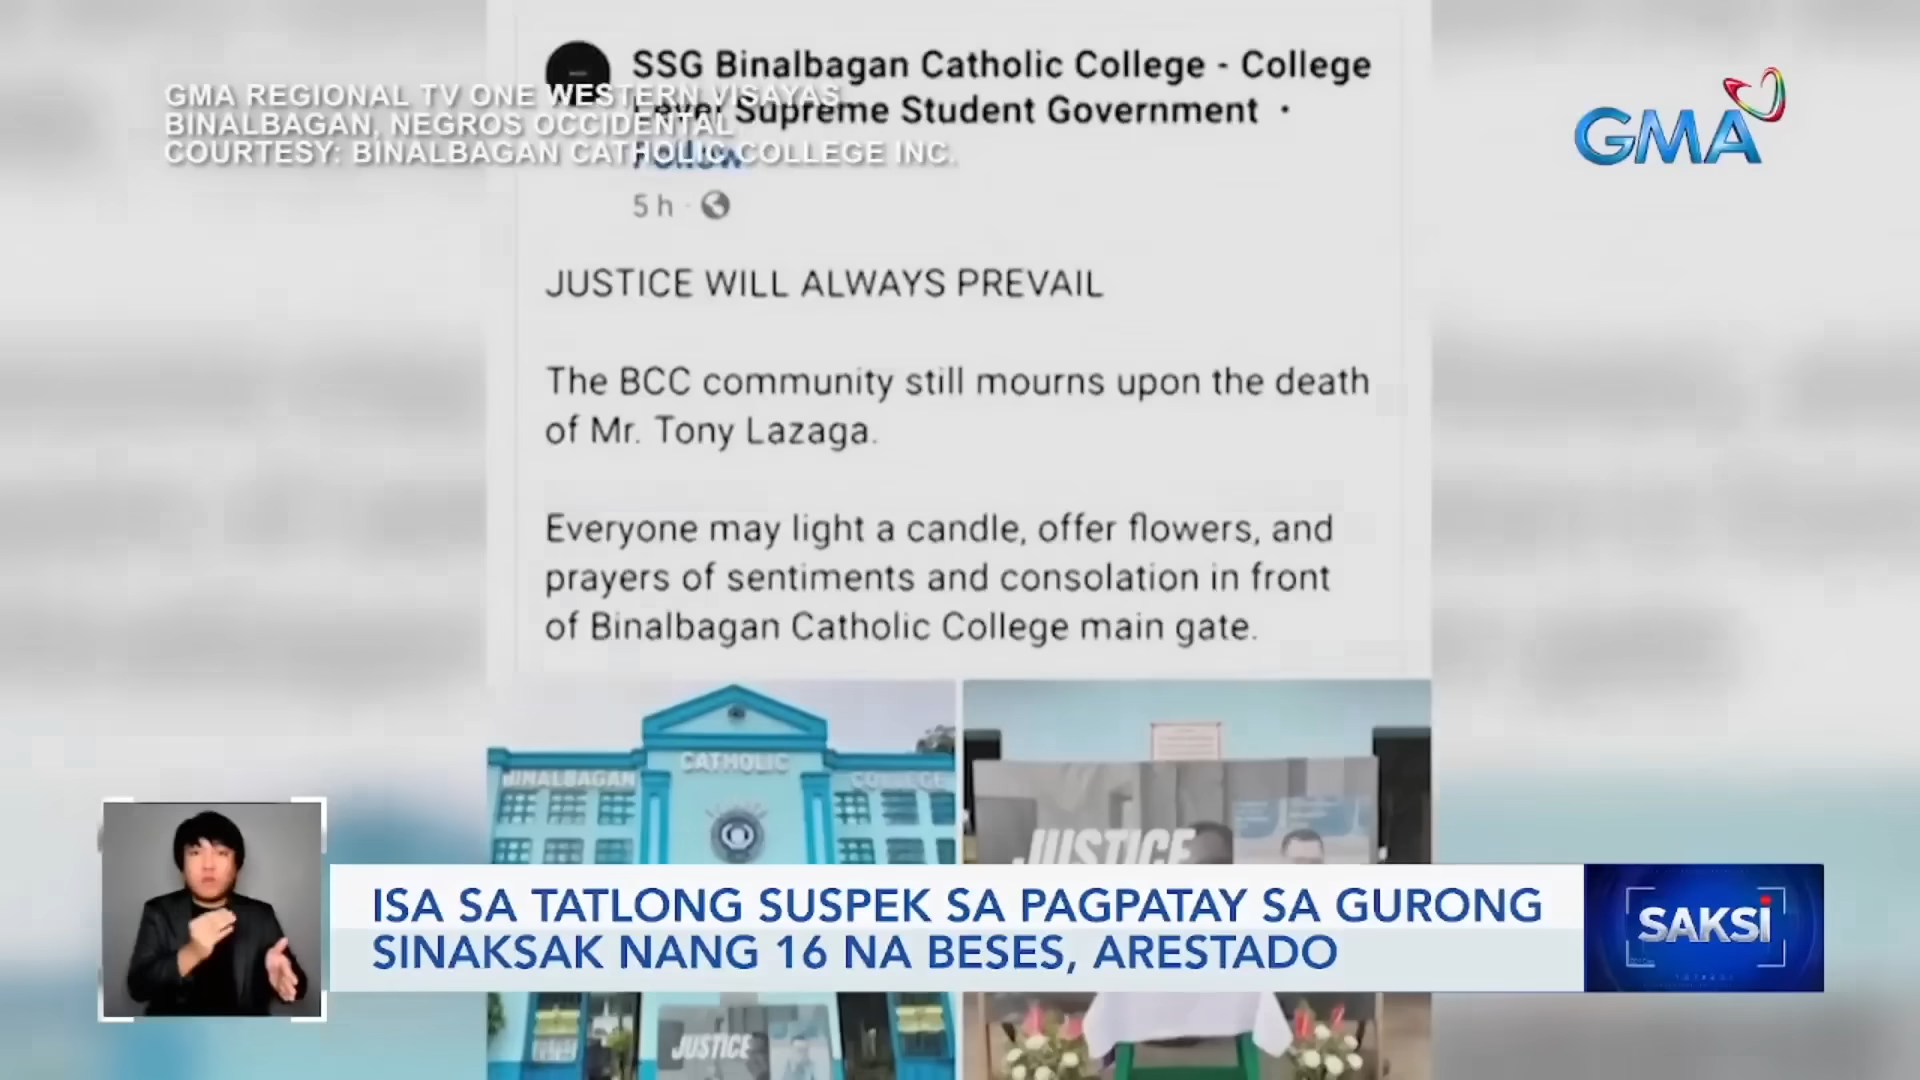 SSG Binalbagan Catholic College - College
Level Supreme Student Government ·
Follow
5 h ·
GMA REGIONAL TV ONE WESTERN VISAYAS
BINALBAGAN, NEGROS OCCIDENTAL
COURTESY: BINALBAGAN CATHOLIC COLLEGE INC.
GMA
JUSTICE WILL ALWAYS PREVAIL
The BCC community still mourns upon the death
of Mr. Tony Lazaga.
Everyone may light a candle, offer flowers, and
prayers of sentiments and consolation in front
of Binalbagan Catholic College main gate.
BINALBAGAN CATHOLIC COLLEGE
JUSTICE
ISA SA TATLONG SUSPEK SA PAGPATAY SA GURONG
SINAKSAK NANG 16 NA BESES, ARESTADO
SAKSI
JUSTICE